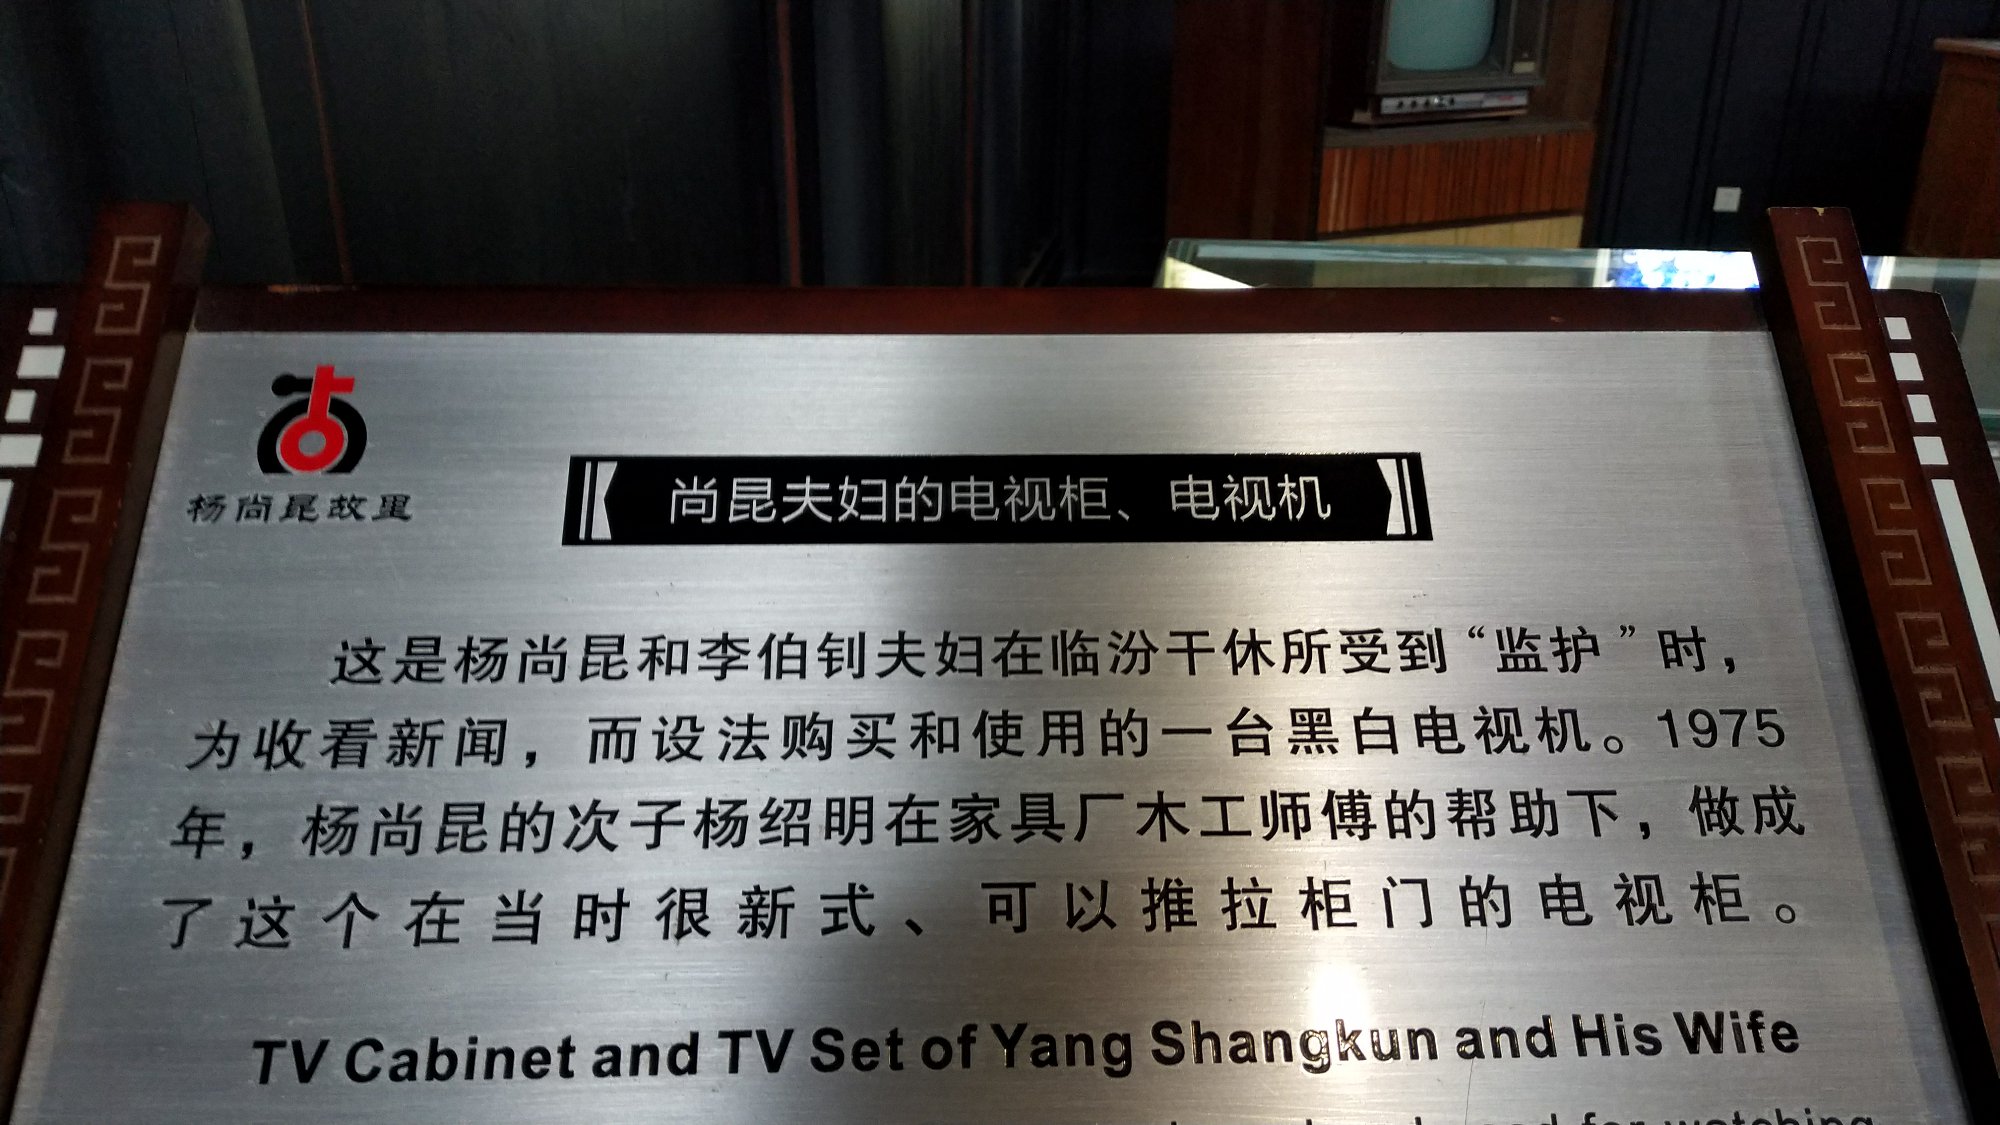 杨尚昆故里
尚昆夫妇的电视柜、电视机
这是杨尚昆和李伯钊夫妇在临汾干休所受到“监护”时，
为收看新闻，而设法购买和使用的一台黑白电视机。1975
年，杨尚昆的次子杨绍明在家具厂木工师傅的帮助下，做成
了这个在当时很新式、可以推拉柜门的电视柜。
TV Cabinet and TV Set of Yang Shangkun and His Wife
for watching